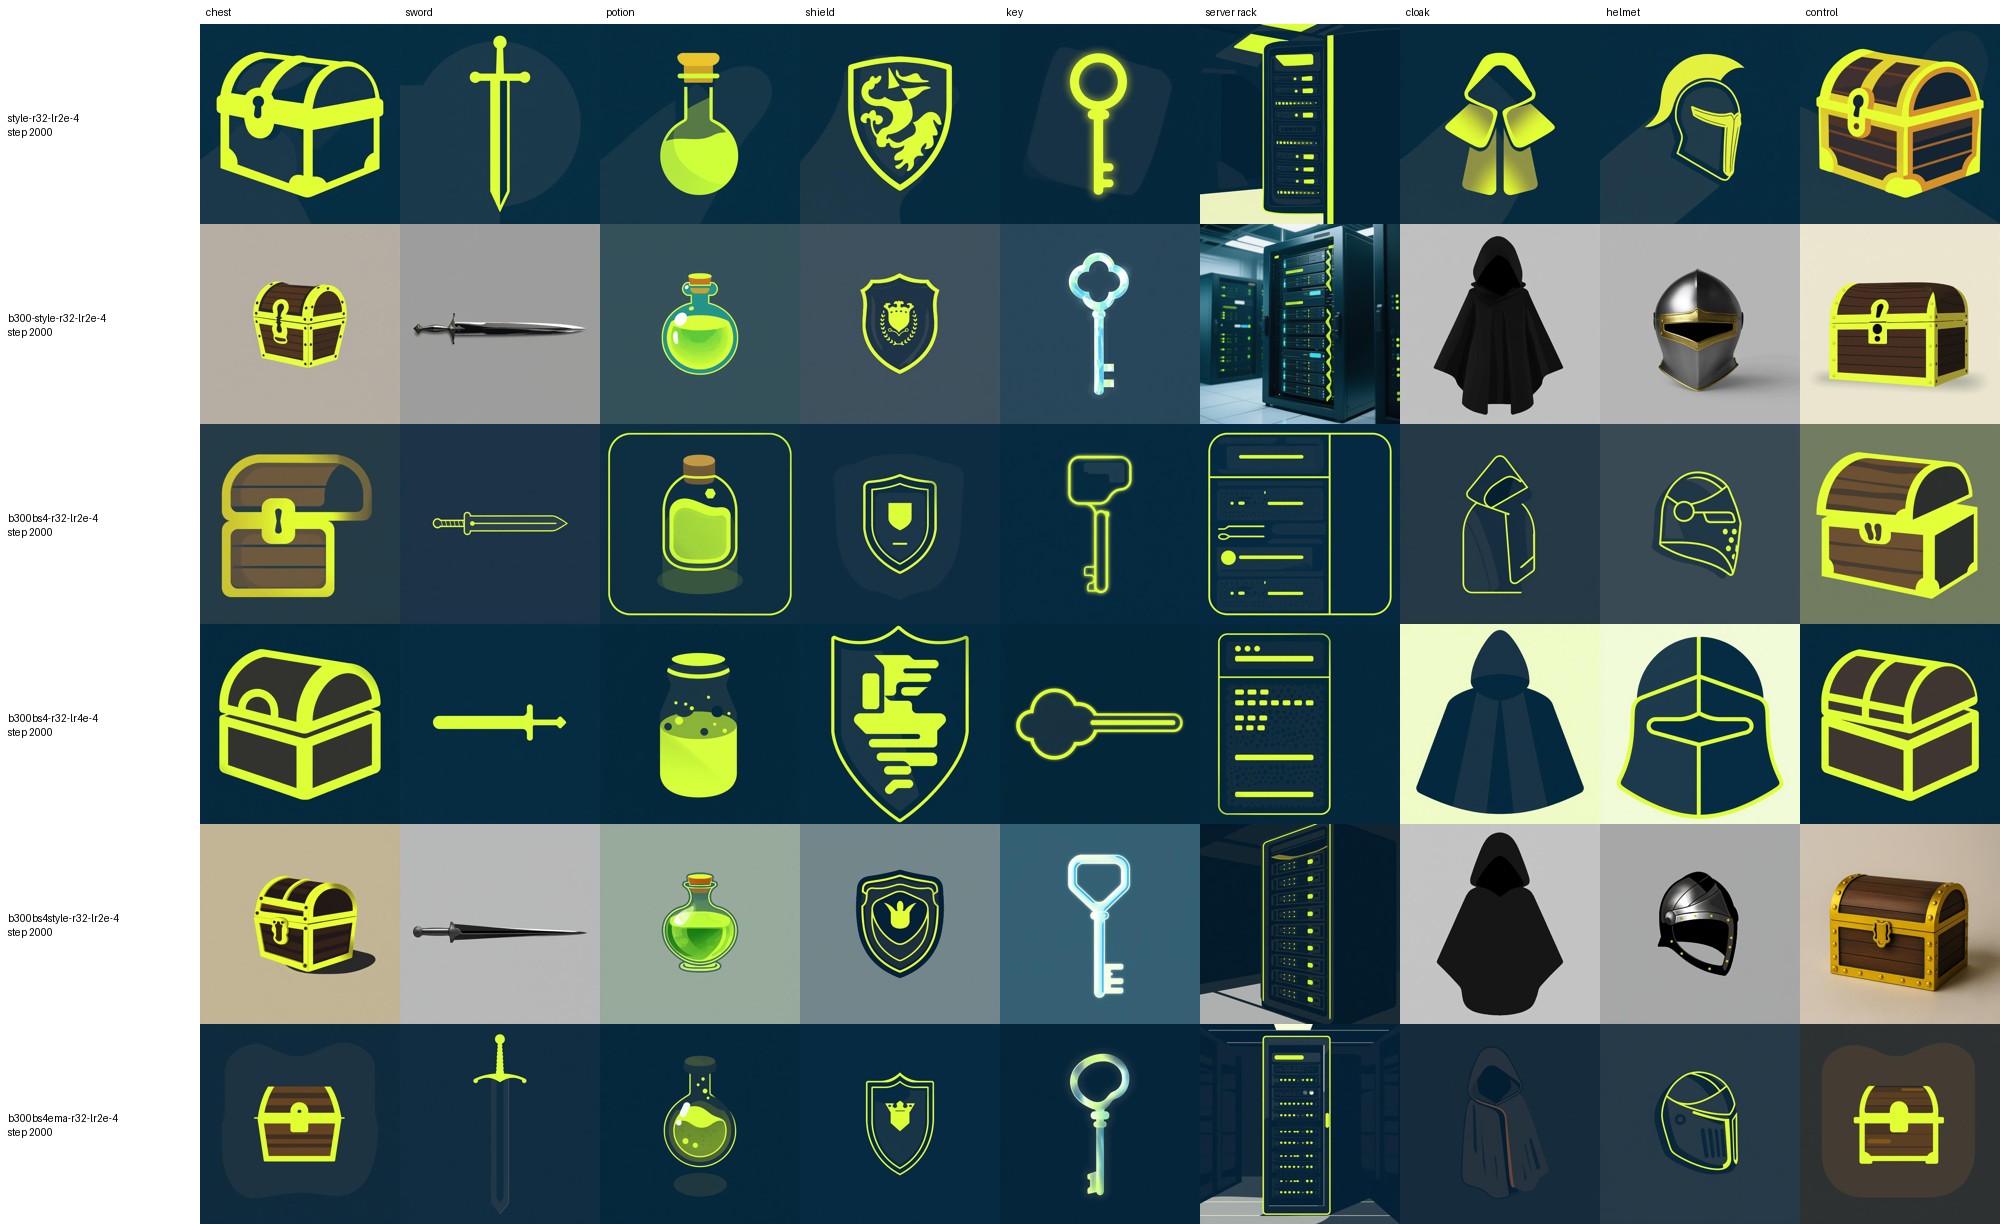 chest sword potion shield key server rack cloak helmet control
style-r32-lr2e-4
step 2000
b300-style-r32-lr2e-4
step 2000
b300bs4-r32-lr2e-4
step 2000
b300bs4-r32-lr4e-4
step 2000
b300bs4style-r32-lr2e-4
step 2000
b300bs4ema-r32-lr2e-4
step 2000